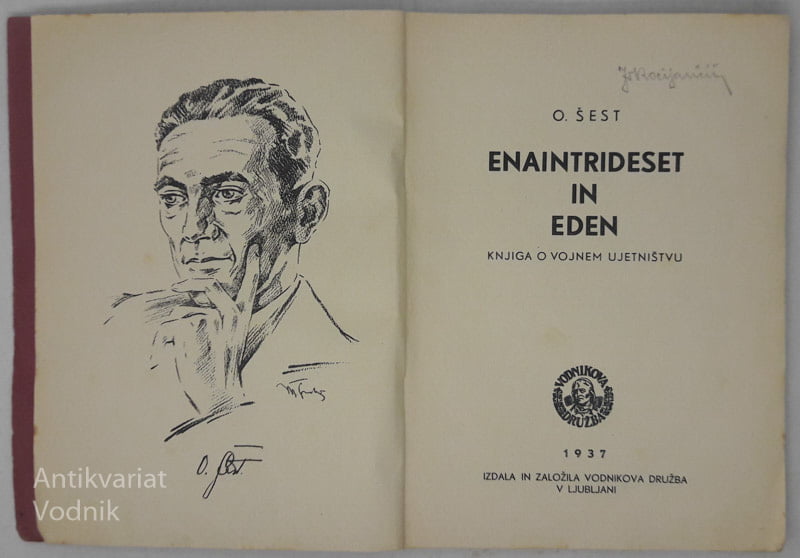 O. Šest
Antikvariat
Vodnik
O. ŠEST
ENAINTRIDESET
IN
EDEN
KNJIGA O VOJNEM UJETNIŠTVU
VODNIKOVA
DRUŽBA
1937
IZDALA IN ZALOŽILA VODNIKOVA DRUŽBA
V LJUBLJANI